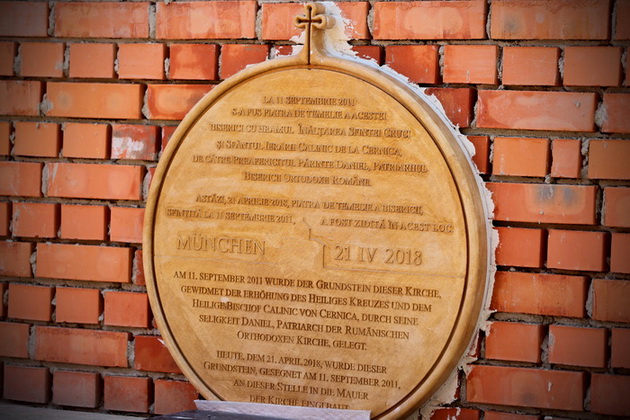 LA 11 SEPTEMBRIE 2011
S-A PUS PIATRA DE TEMELIE A ACESTEI
BISERICI CU HRAMUL ÎNĂLŢAREA SFINTEI CRUCI
ŞI SFÂNTUL IERARH CALINIC DE LA CERNICA,
DE CĂTRE PREAFERICITUL PĂRINTE DANIEL, PATRIARHUL
BISERICII ORTODOXE ROMÂNE.
ASTĂZI, 21 APRILIE 2018, PIATRA DE TEMELIE A BISERICII,
SFINŢITĂ LA 11 SEPTEMBRIE 2011, A FOST ZIDITĂ ÎN ACEST LOC
MÜNCHEN 21 IV 2018
AM 11. SEPTEMBER 2011 WURDE DER GRUNDSTEIN DIESER KIRCHE,
GEWIDMET DER ERHÖHUNG DES HEILIGES KREUZES UND DEM
HEILIGEN BISCHOF CALINIC VON CERNICA, DURCH SEINE
SELIGKEIT DANIEL, PATRIARCH DER RUMÄNISCHEN
ORTHODOXEN KIRCHE, GELEGT.
HEUTE, DEM 21. APRIL 2018, WURDE DIESER
GRUNDSTEIN, GESEGNET AM 11. SEPTEMBER 2011,
AN DIESER STELLE IN DIE MAUER
DER KIRCHE EINGEBAUT